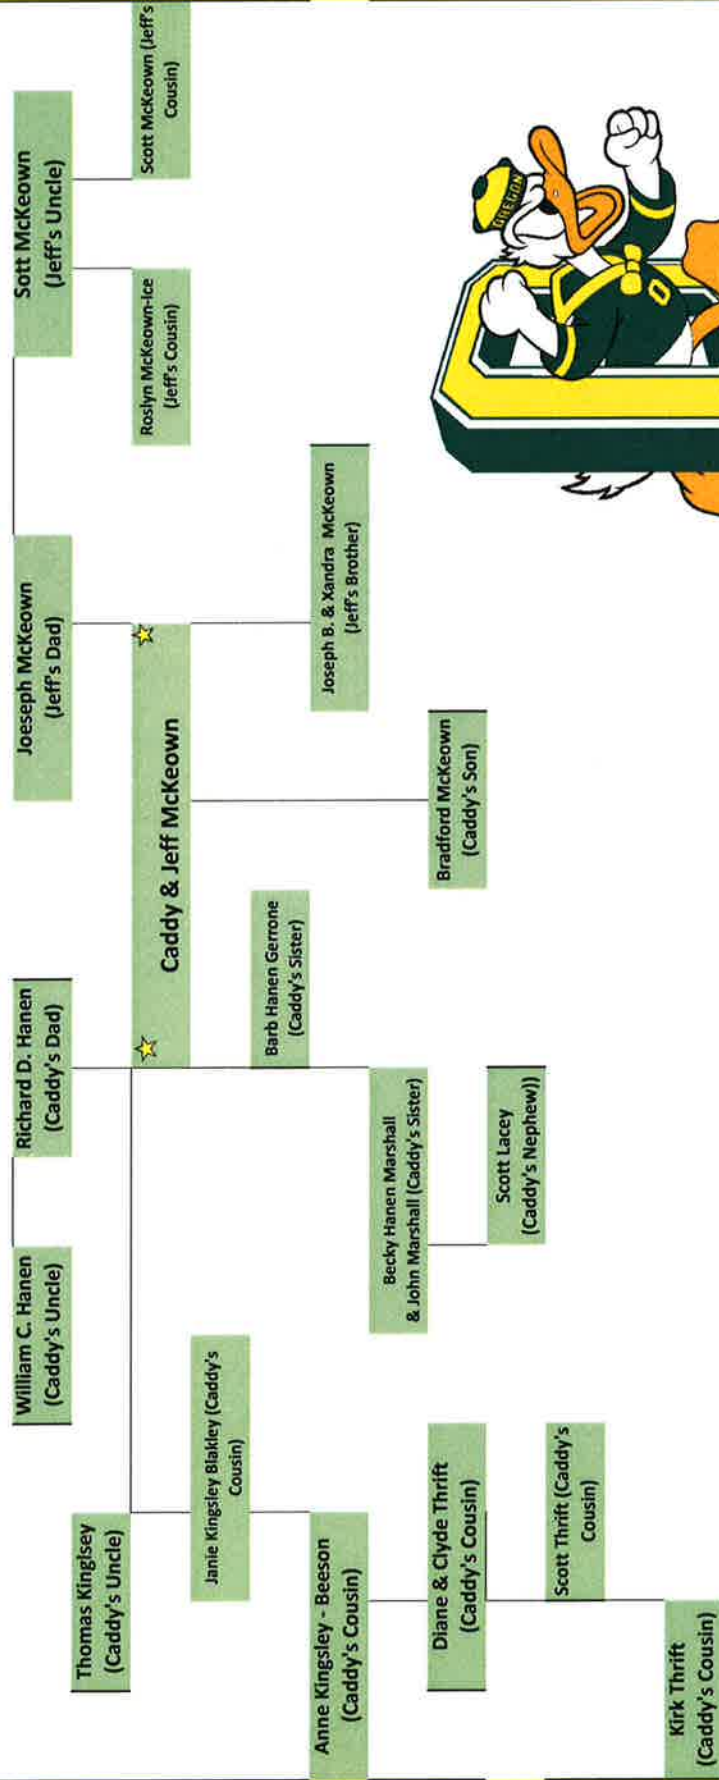 William C. Hanen
(Caddy's Uncle)
Richard D. Hanen
(Caddy's Dad)
Joeseph McKeown
(Jeff's Dad)
Sott McKeown
(Jeff's Uncle)
Thomas Kinglsey
(Caddy's Uncle)
Caddy & Jeff McKeown
Roslyn McKeown-Ice
(Jeff's Cousin)
Scott McKeown (Jeff's
Cousin)
Janie Kingsley Blakley (Caddy's
Cousin)
Barb Hanen Gerrone
(Caddy's Sister)
Anne Kingsley - Beeson
(Caddy's Cousin)
Becky Hanen Marshall
& John Marshall (Caddy's Sister)
Joseph B. & Xandra McKeown
(Jeff's Brother)
Diane & Clyde Thrift
(Caddy's Cousin)
Bradford McKeown
(Caddy's Son)
Scott Lacey
(Caddy's Nephew))
Scott Thrift (Caddy's
Cousin)
Kirk Thrift
(Caddy's Cousin)
OREGON
O